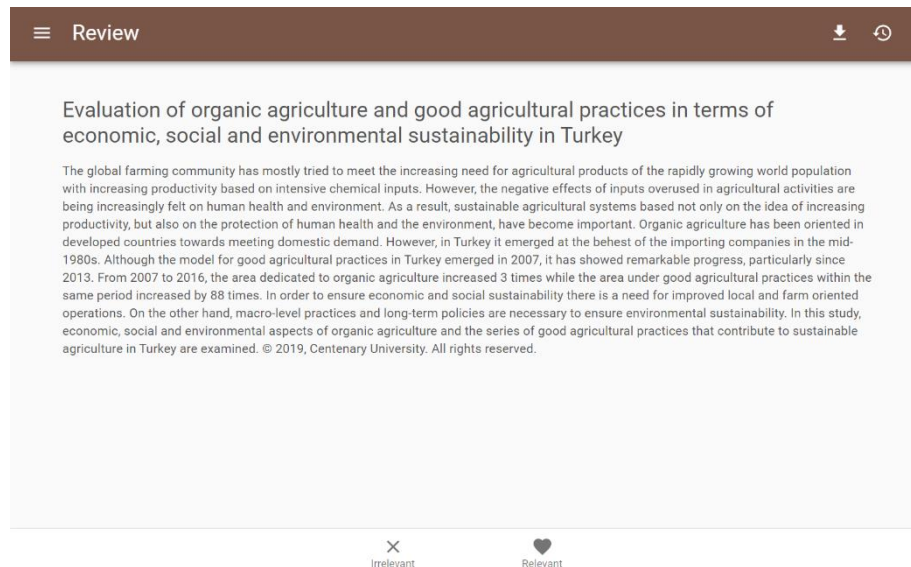 Review
Evaluation of organic agriculture and good agricultural practices in terms of
economic, social and environmental sustainability in Turkey
The global farming community has mostly tried to meet the increasing need for agricultural products of the rapidly growing world population
with increasing productivity based on intensive chemical inputs. However, the negative effects of inputs overused in agricultural activities are
being increasingly felt on human health and environment. As a result, sustainable agricultural systems based not only on the idea of increasing
productivity, but also on the protection of human health and the environment, have become important. Organic agriculture has been oriented in
developed countries towards meeting domestic demand. However, in Turkey it emerged at the behest of the importing companies in the mid-
1980s. Although the model for good agricultural practices in Turkey emerged in 2007, it has showed remarkable progress, particularly since
2013. From 2007 to 2016, the area dedicated to organic agriculture increased 3 times while the area under good agricultural practices within the
same period increased by 88 times. In order to ensure economic and social sustainability there is a need for improved local and farm oriented
operations. On the other hand, macro-level practices and long-term policies are necessary to ensure environmental sustainability. In this study,
economic, social and environmental aspects of organic agriculture and the series of good agricultural practices that contribute to sustainable
agriculture in Turkey are examined. © 2019, Centenary University. All rights reserved.
Irrelevant Relevant